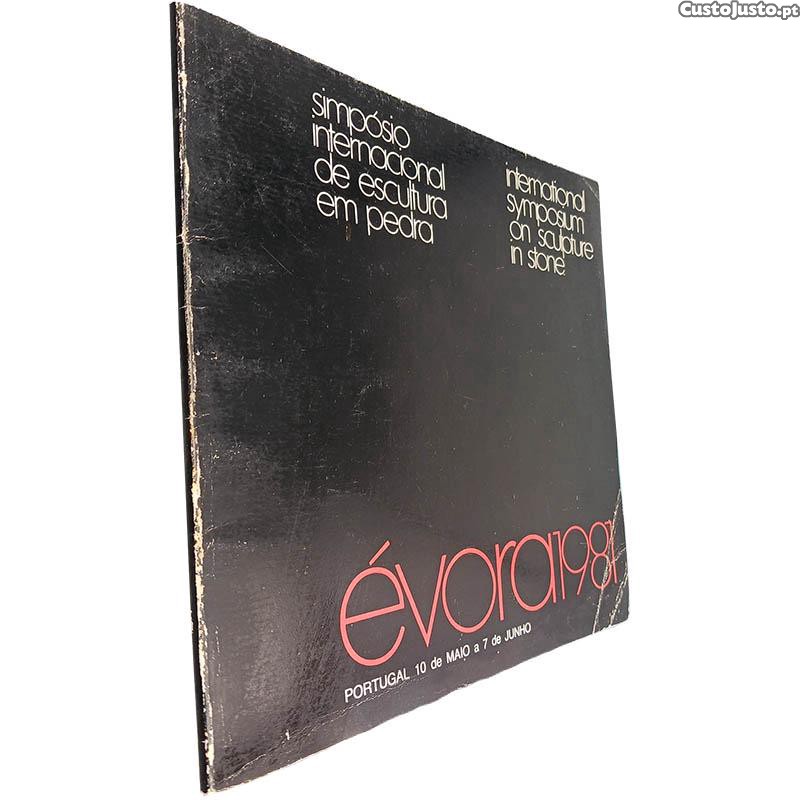 CustoJusto.pt
simpósio
internacional
de escultura
em pedra
international
symposium
on sculpture
in stone
évora1981
PORTUGAL 10 de MAIO a 7 de JUNHO